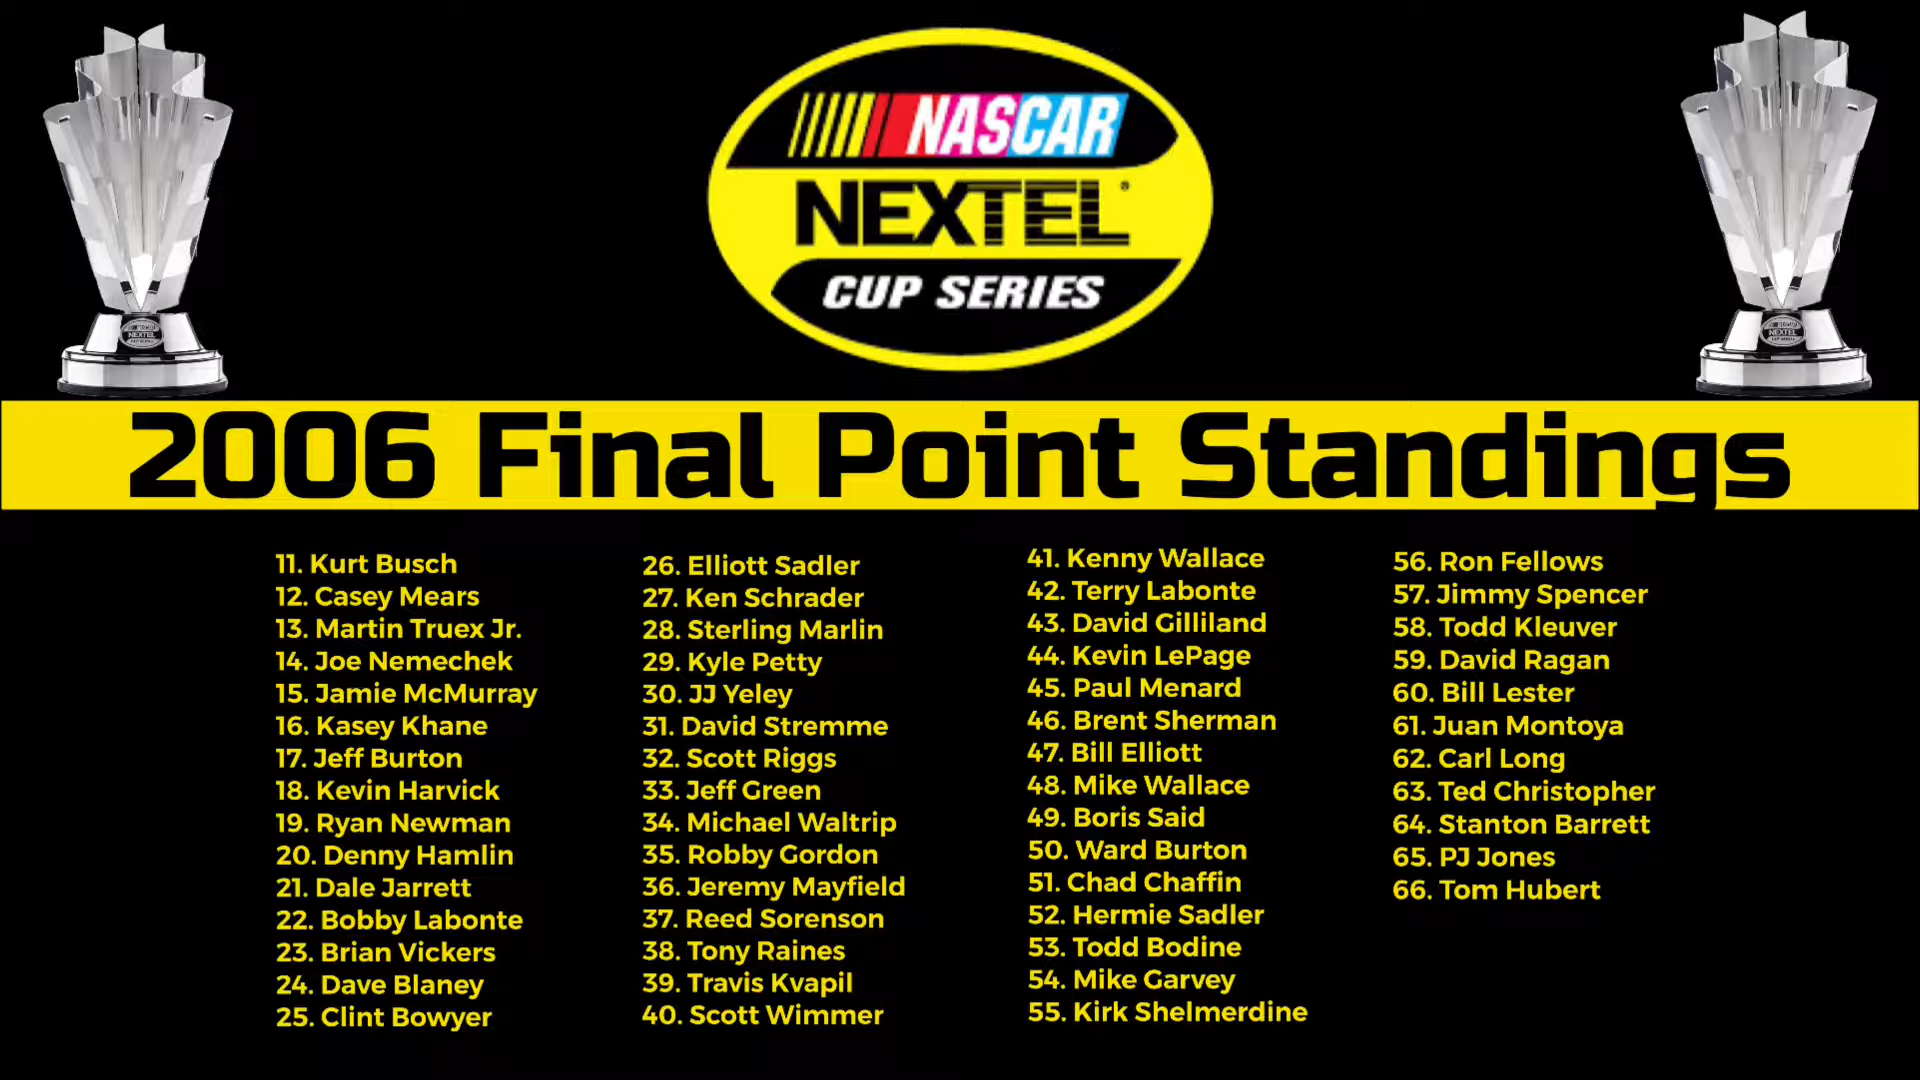 NASCAR
NEXTEL®
CUP SERIES
NASCAR
NEXTEL
CUP SERIES
NASCAR
NEXTEL
CUP SERIES
2006 Final Point Standings
11. Kurt Busch
12. Casey Mears
13. Martin Truex Jr.
14. Joe Nemechek
15. Jamie McMurray
16. Kasey Khane
17. Jeff Burton
18. Kevin Harvick
19. Ryan Newman
20. Denny Hamlin
21. Dale Jarrett
22. Bobby Labonte
23. Brian Vickers
24. Dave Blaney
25. Clint Bowyer
26. Elliott Sadler
27. Ken Schrader
28. Sterling Marlin
29. Kyle Petty
30. JJ Yeley
31. David Stremme
32. Scott Riggs
33. Jeff Green
34. Michael Waltrip
35. Robby Gordon
36. Jeremy Mayfield
37. Reed Sorenson
38. Tony Raines
39. Travis Kvapil
40. Scott Wimmer
41. Kenny Wallace
42. Terry Labonte
43. David Gilliland
44. Kevin LePage
45. Paul Menard
46. Brent Sherman
47. Bill Elliott
48. Mike Wallace
49. Boris Said
50. Ward Burton
51. Chad Chaffin
52. Hermie Sadler
53. Todd Bodine
54. Mike Garvey
55. Kirk Shelmerdine
56. Ron Fellows
57. Jimmy Spencer
58. Todd Kleuver
59. David Ragan
60. Bill Lester
61. Juan Montoya
62. Carl Long
63. Ted Christopher
64. Stanton Barrett
65. PJ Jones
66. Tom Hubert